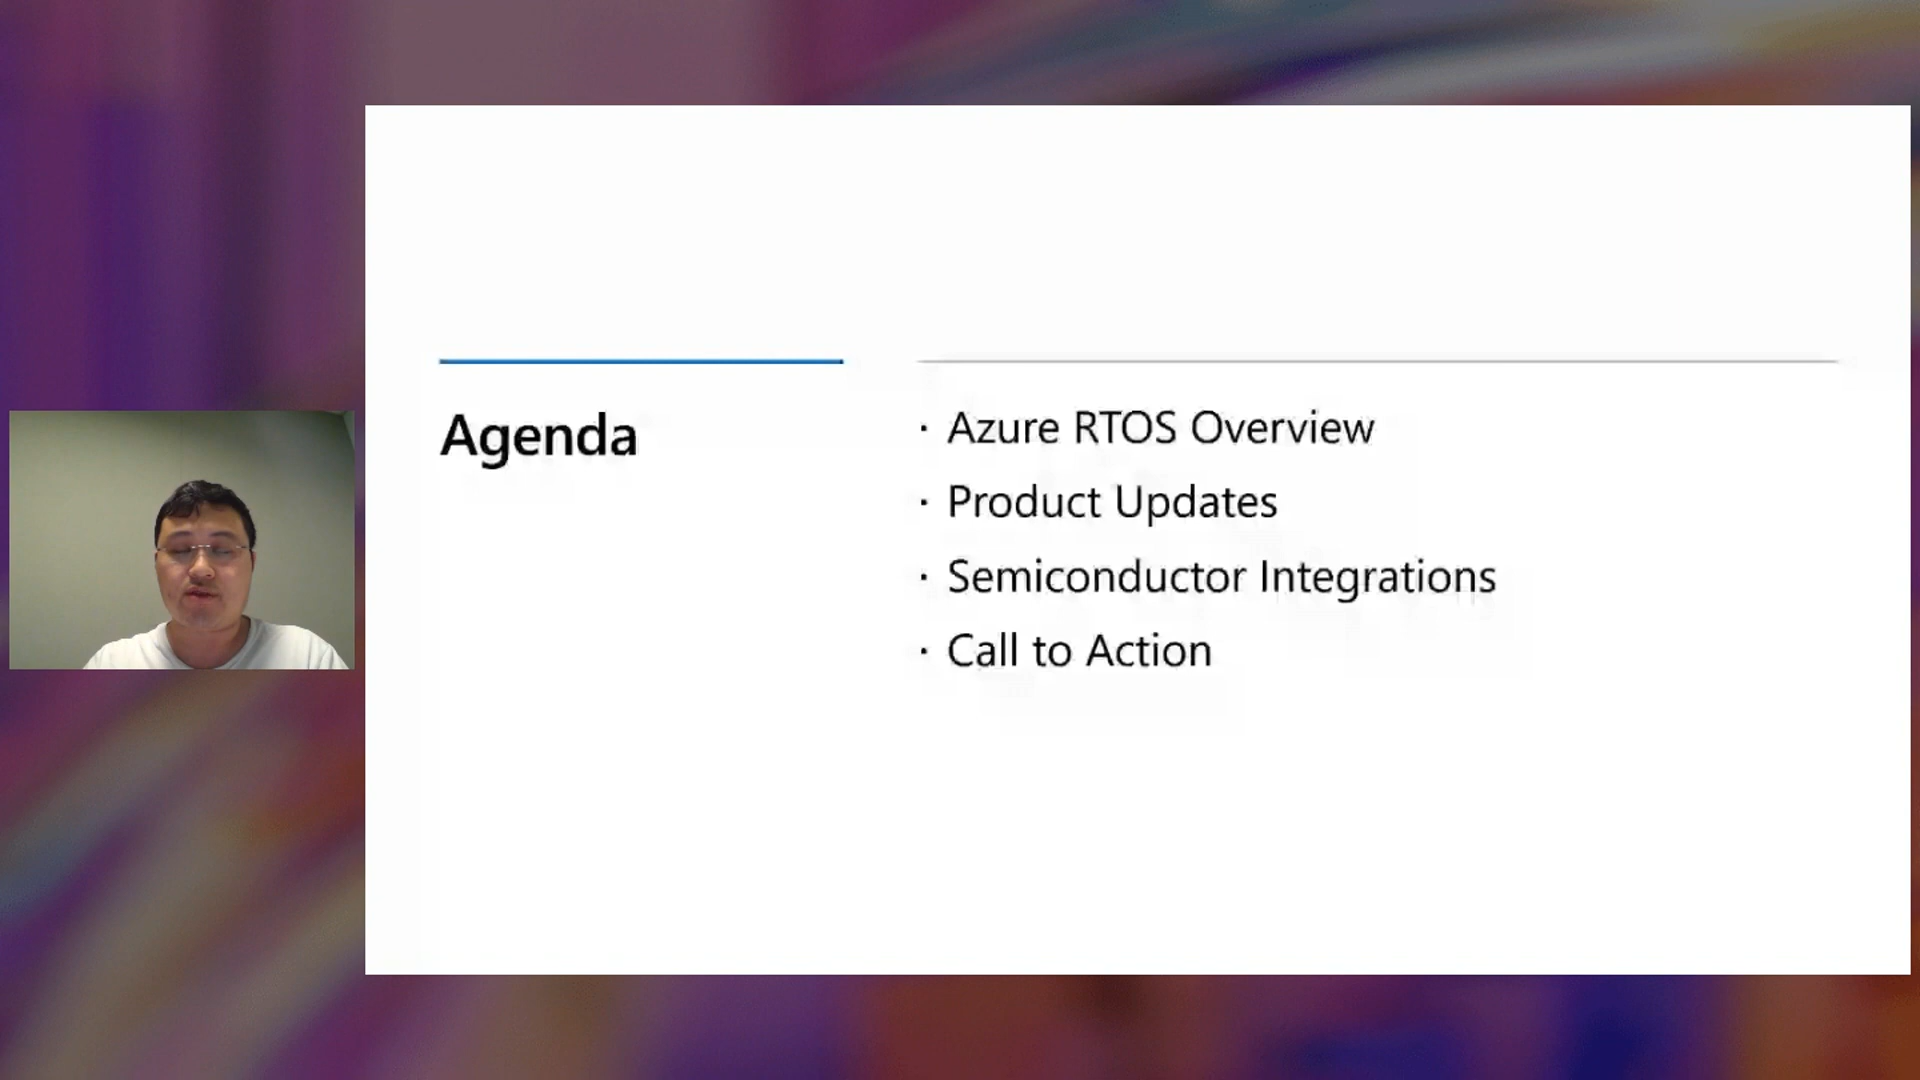 Agenda
· Azure RTOS Overview
· Product Updates
· Semiconductor Integrations
· Call to Action